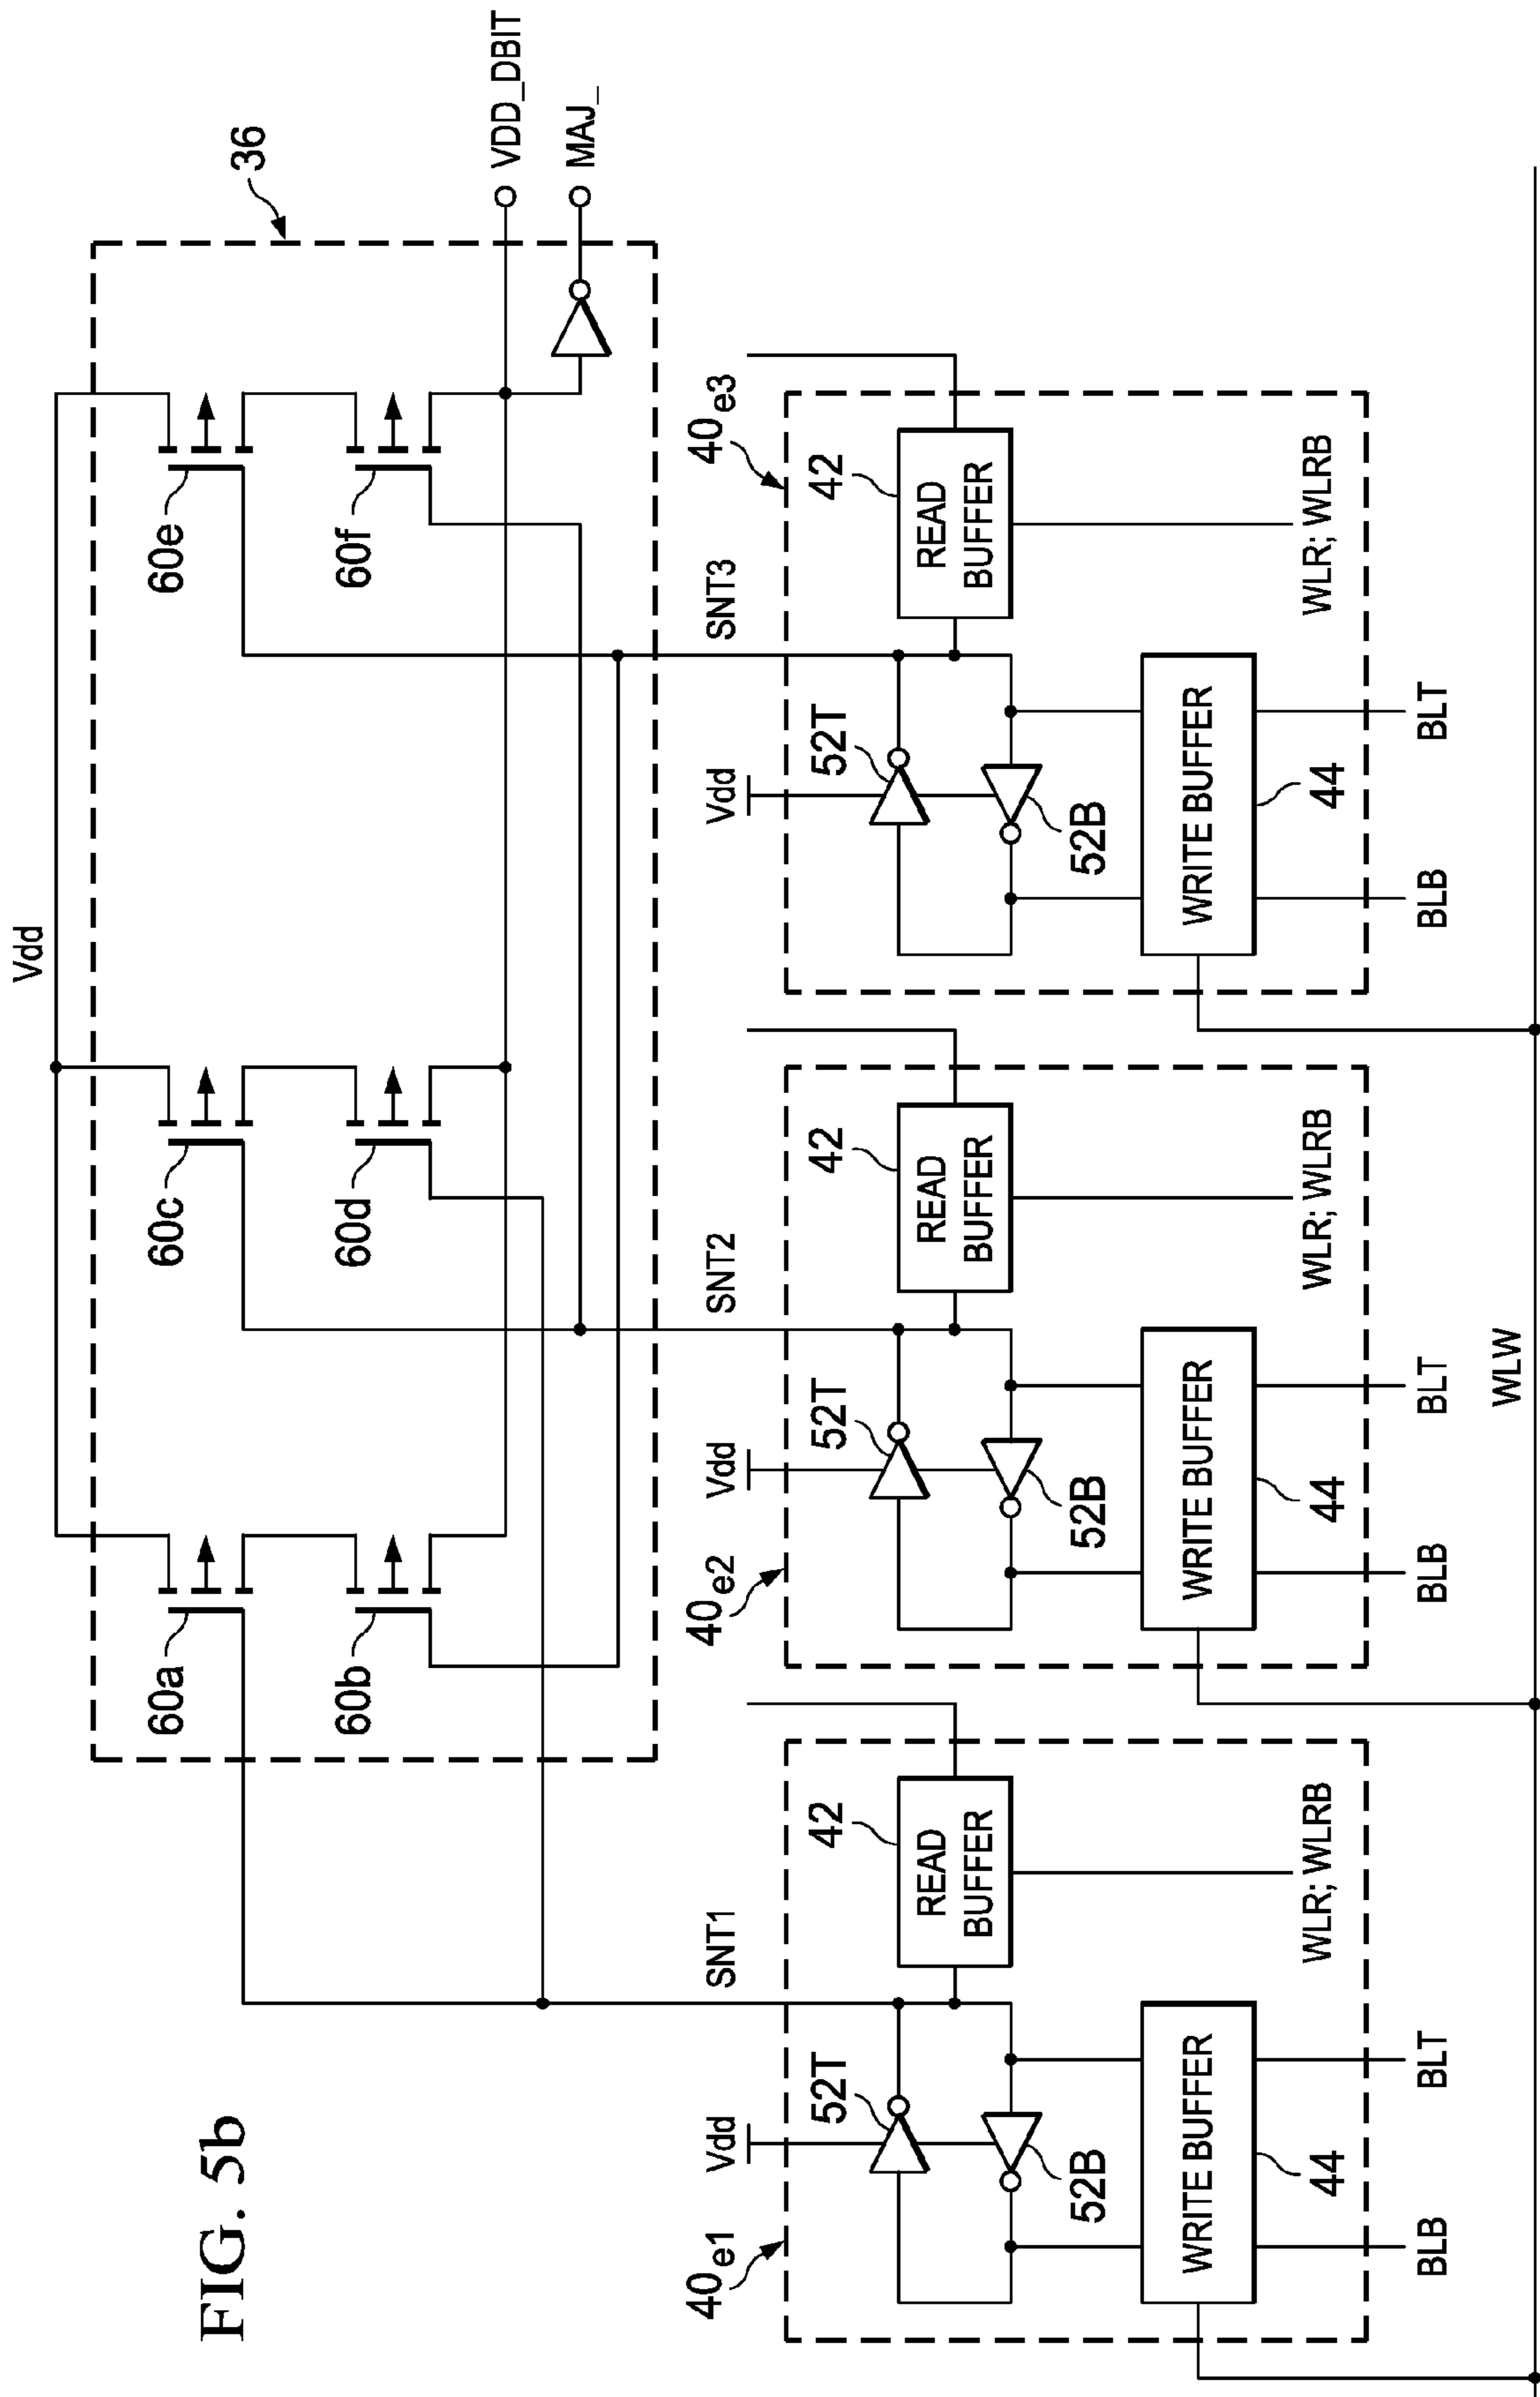 FIG. 5b
Vdd
36
60a
60c
60e
60b
60d
60f
VDD_DBIT
MAJ_
SNT1
SNT2
SNT3
40e1
40e2
40e3
Vdd
52T
42
READ BUFFER
52B
WRITE BUFFER
44
WLR; WLRB
BLB
BLT
Vdd
52T
42
READ BUFFER
52B
WRITE BUFFER
44
WLR; WLRB
BLB
BLT
Vdd
52T
42
READ BUFFER
52B
WRITE BUFFER
44
WLR; WLRB
BLB
BLT
WLW